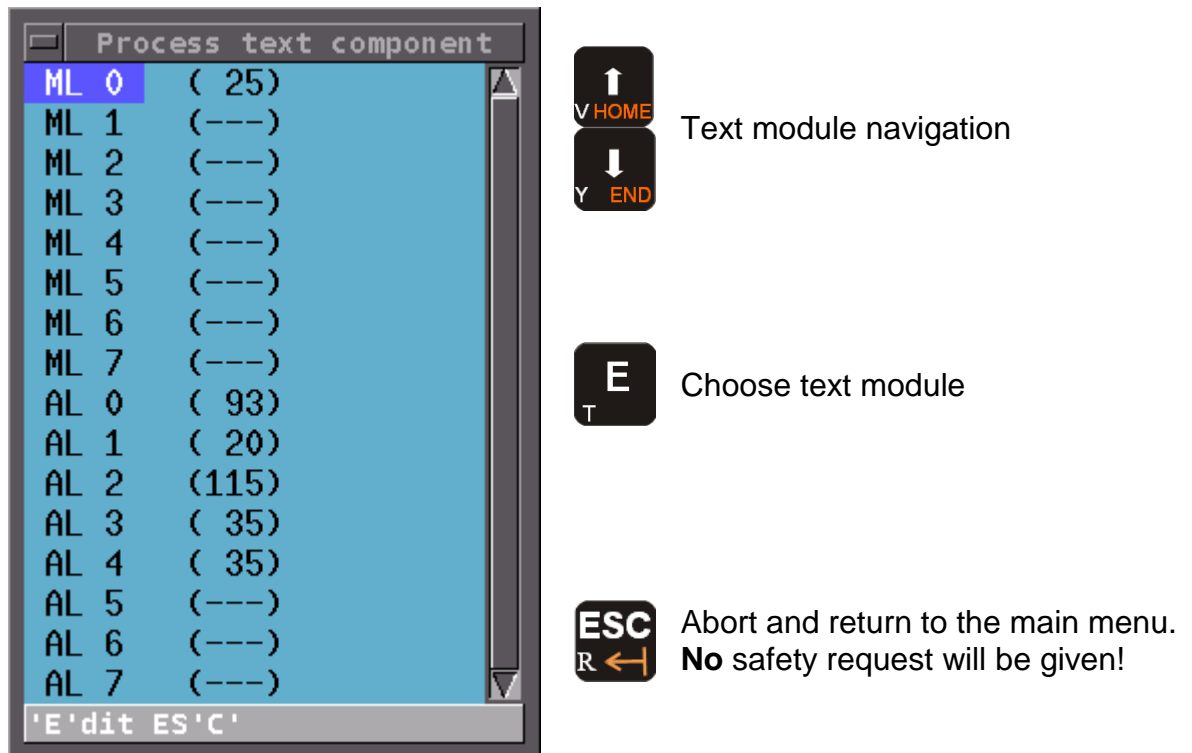 Process text component
ML 0 ( 25)
ML 1 (---)
ML 2 (---)
ML 3 (---)
ML 4 (---)
ML 5 (---)
ML 6 (---)
ML 7 (---)
AL 0 ( 93)
AL 1 ( 20)
AL 2 (115)
AL 3 ( 35)
AL 4 ( 35)
AL 5 (---)
AL 6 (---)
AL 7 (---)
'E'dit ES'C'
V HOME
Y END
Text module navigation
E
T
Choose text module
ESC
R
Abort and return to the main menu.
No safety request will be given!